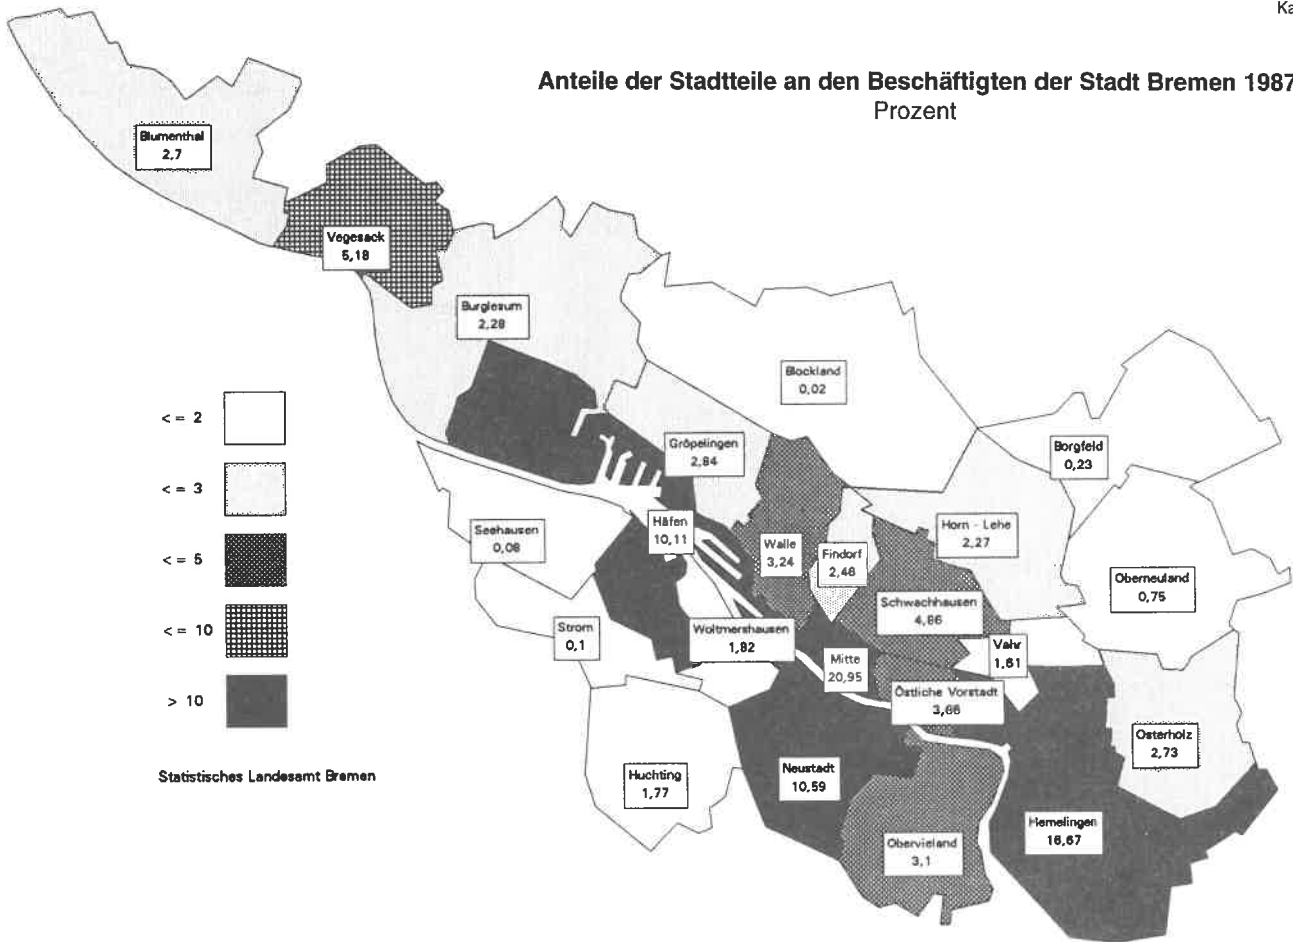 Ka
Anteile der Stadtteile an den Beschäftigten der Stadt Bremen 1987
Prozent
Blumenthal
2,7
Vegesack
5,18
Burglesum
2,28
Blockland
0,02
Borgfeld
0,23
Gröpelingen
2,84
Häfen
10,11
Seehausen
0,08
Walle
3,24
Findorf
2,48
Horn - Lehe
2,27
Oberneuland
0,75
Schwachhausen
4,86
Strom
0,1
Woltmershausen
1,82
Mitte
20,95
Vahr
1,61
Östliche Vorstadt
3,66
Osterholz
2,73
Huchting
1,77
Neustadt
10,59
Hemelingen
16,67
Obervieland
3,1
< = 2
< = 3
< = 5
< = 10
> 10
Statistisches Landesamt Bremen